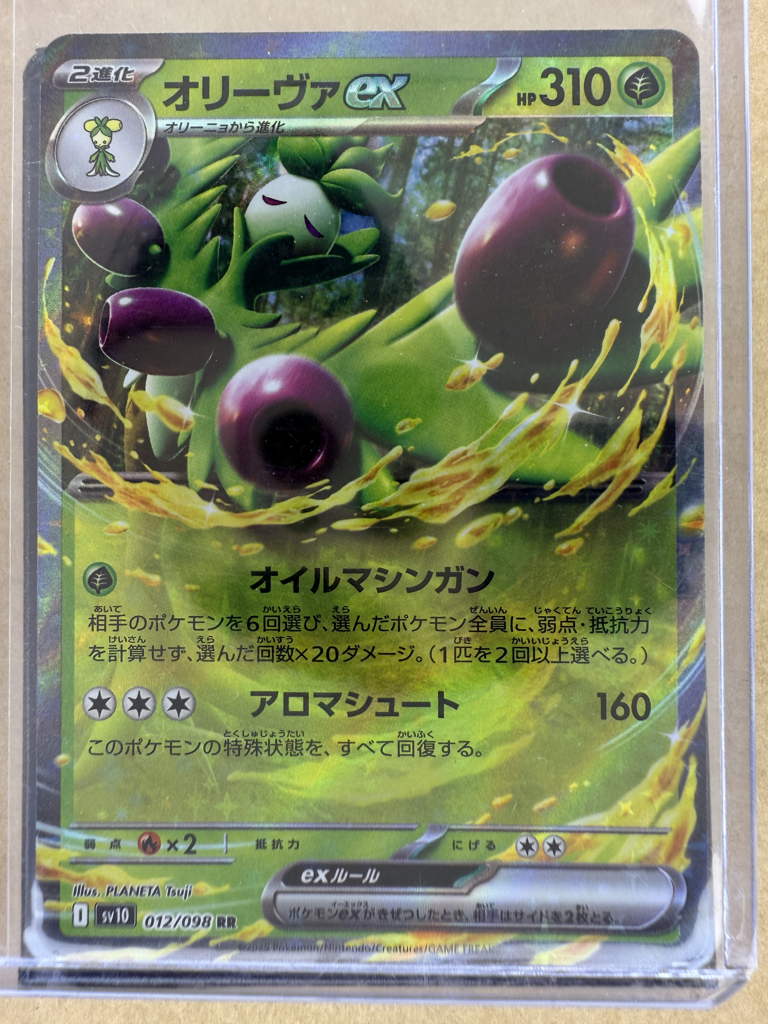 2進化
オリーヴァex
HP310
オリーニョから進化
オイルマシンガン
相手のポケモンを6回選び、選んだポケモン全員に、弱点・抵抗力
を計算せず、選んだ回数×20ダメージ。(1匹を2回以上選べる。)
アロマシュート 160
このポケモンの特殊状態を、すべて回復する。
弱点 ×2 抵抗力 にげる
exルール
Illus. PLANETA Tsuji
ポケモンexがきぜつしたとき、相手はサイドを2枚とる。
I sv10 012/098 RR
Pokémon/Nintendo/Creatures/GAME FREAK